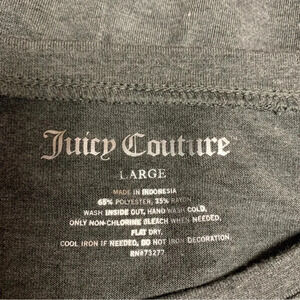 Juicy Couture
LARGE
MADE IN INDONESIA
65% POLYESTER, 35% RAYON
WASH INSIDE OUT, HAND WASH COLD,
ONLY NON-CHLORINE BLEACH WHEN NEEDED,
FLAT DRY.
COOL IRON IF NEEDED, DO NOT IRON DECORATION
RN#73277